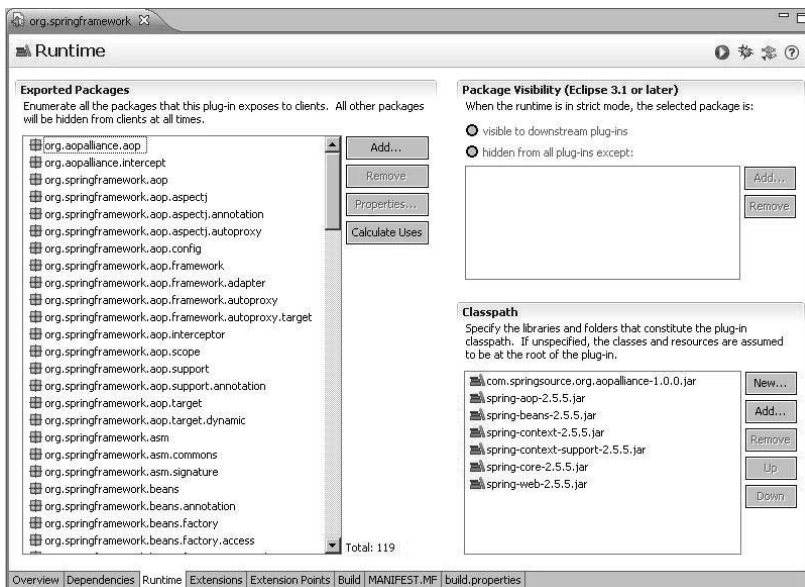 org.springframework
Runtime
Exported Packages
Enumerate all the packages that this plug-in exposes to clients. All other packages
will be hidden from clients at all times.
org.aopalliance.aop
org.aopalliance.intercept
org.springframework.aop
org.springframework.aop.aspectj
org.springframework.aop.aspectj.annotation
org.springframework.aop.aspectj.autoproxy
org.springframework.aop.config
org.springframework.aop.framework
org.springframework.aop.framework.adapter
org.springframework.aop.framework.autoproxy
org.springframework.aop.framework.autoproxy.target
org.springframework.aop.interceptor
org.springframework.aop.scope
org.springframework.aop.support
org.springframework.aop.support.annotation
org.springframework.aop.target
org.springframework.aop.target.dynamic
org.springframework.asm
org.springframework.asm.commons
org.springframework.asm.signature
org.springframework.beans
org.springframework.beans.annotation
org.springframework.beans.factory
org.springframework.beans.factory.access
Add...
Remove
Properties...
Calculate Uses
Total: 119
Package Visibility (Eclipse 3.1 or later)
When the runtime is in strict mode, the selected package is:
visible to downstream plug-ins
hidden from all plug-ins except:
Add...
Remove
Classpath
Specify the libraries and folders that constitute the plug-in
classpath. If unspecified, the classes and resources are assumed
to be at the root of the plug-in.
com.springsource.org.aopalliance-1.0.0.jar
spring-aop-2.5.5.jar
spring-beans-2.5.5.jar
spring-context-2.5.5.jar
spring-context-support-2.5.5.jar
spring-core-2.5.5.jar
spring-web-2.5.5.jar
New...
Add...
Remove
Up
Down
Overview Dependencies Runtime Extensions Extension Points Build MANIFEST.MF build.properties